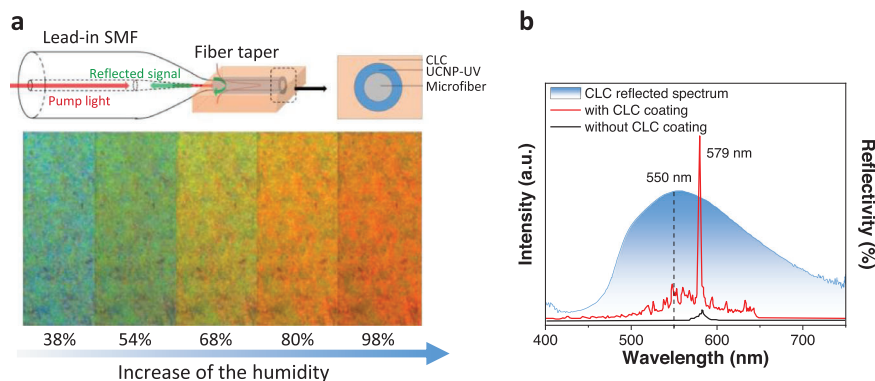 a
Lead-in SMF
Fiber taper
Reflected signal
Pump light
CLC
UCNP-UV
Microfiber
38% 54% 68% 80% 98%
Increase of the humidity
b
CLC reflected spectrum
with CLC coating
without CLC coating
579 nm
550 nm
Intensity (a.u.)
Reflectivity (%)
400 500 600 700
Wavelength (nm)